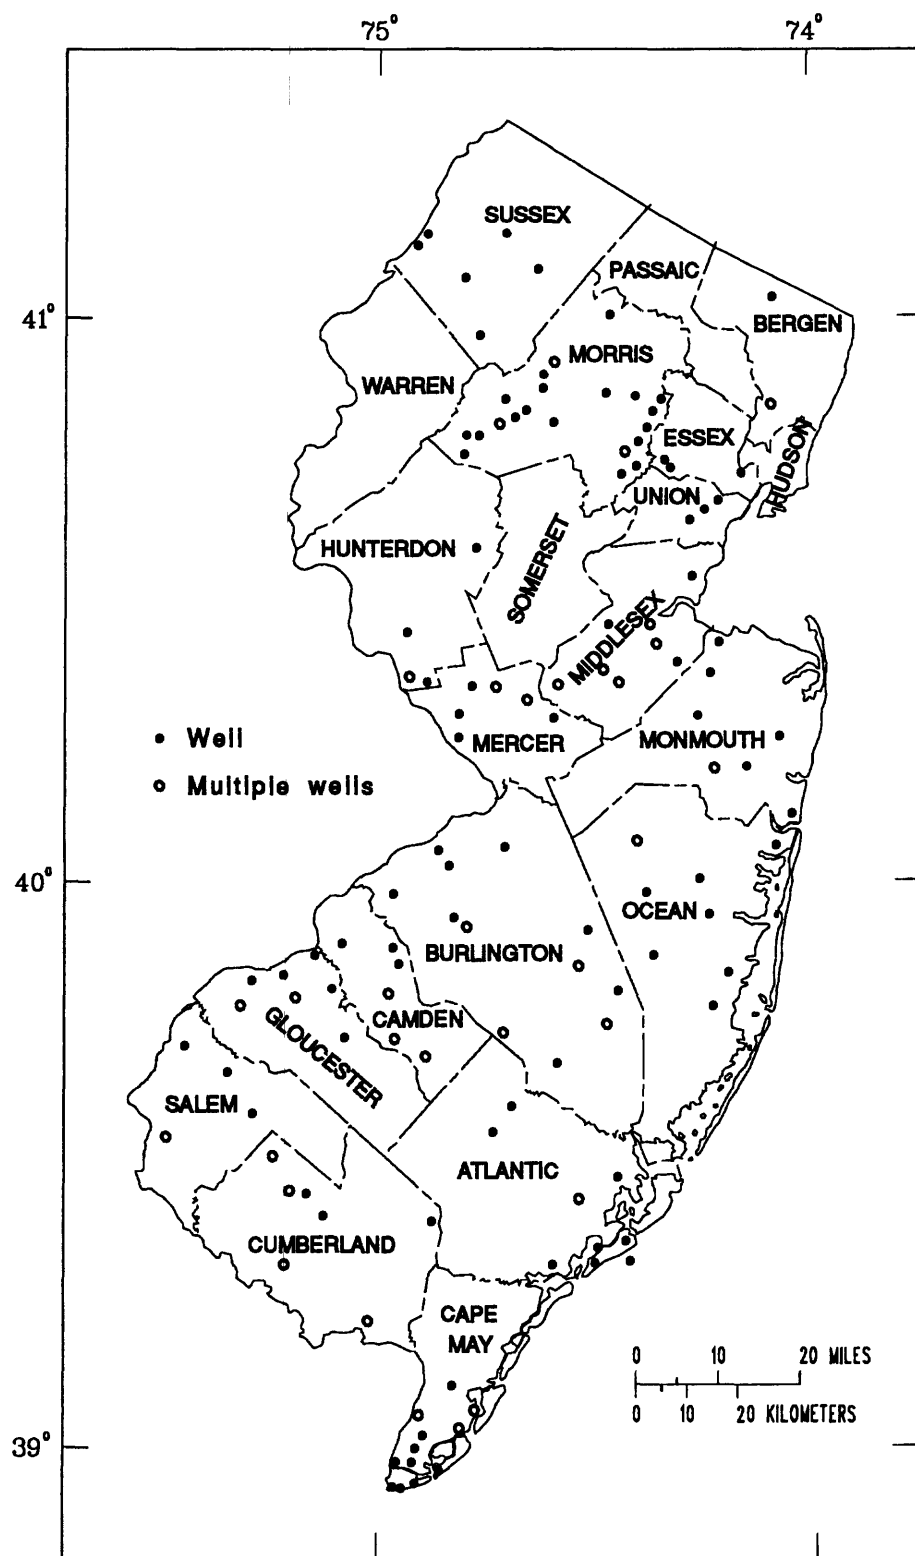 75° 74°
SUSSEX
PASSAIC
41°
BERGEN
MORRIS
WARREN
ESSEX
HUDSON
UNION
HUNTERDON
SOMERSET
MIDDLESEX
Well
MERCER
MONMOUTH
Multiple wells
40°
OCEAN
BURLINGTON
CAMDEN
GLOUCESTER
SALEM
ATLANTIC
CUMBERLAND
CAPE
MAY
0 10 20 MILES
0 10 20 KILOMETERS
39°